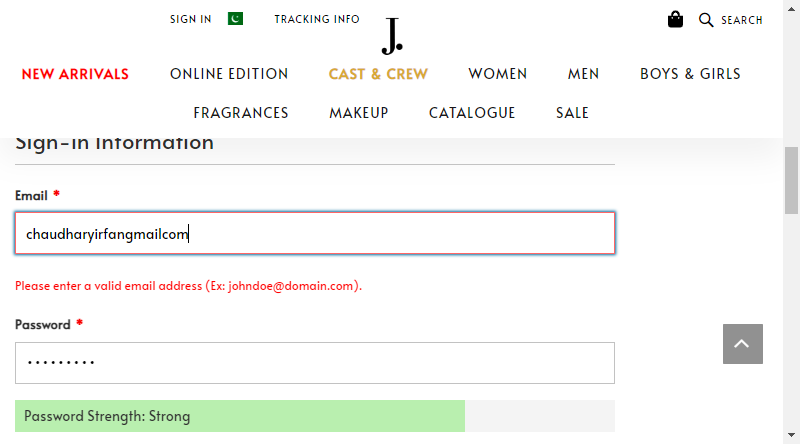 SIGN IN TRACKING INFO J. SEARCH
NEW ARRIVALS ONLINE EDITION CAST & CREW WOMEN MEN BOYS & GIRLS
FRAGRANCES MAKEUP CATALOGUE SALE
Sign-in Information
Email *
chaudharyirfangmailcom
Please enter a valid email address (Ex: johndoe@domain.com).
Password *
•••••••••
Password Strength: Strong